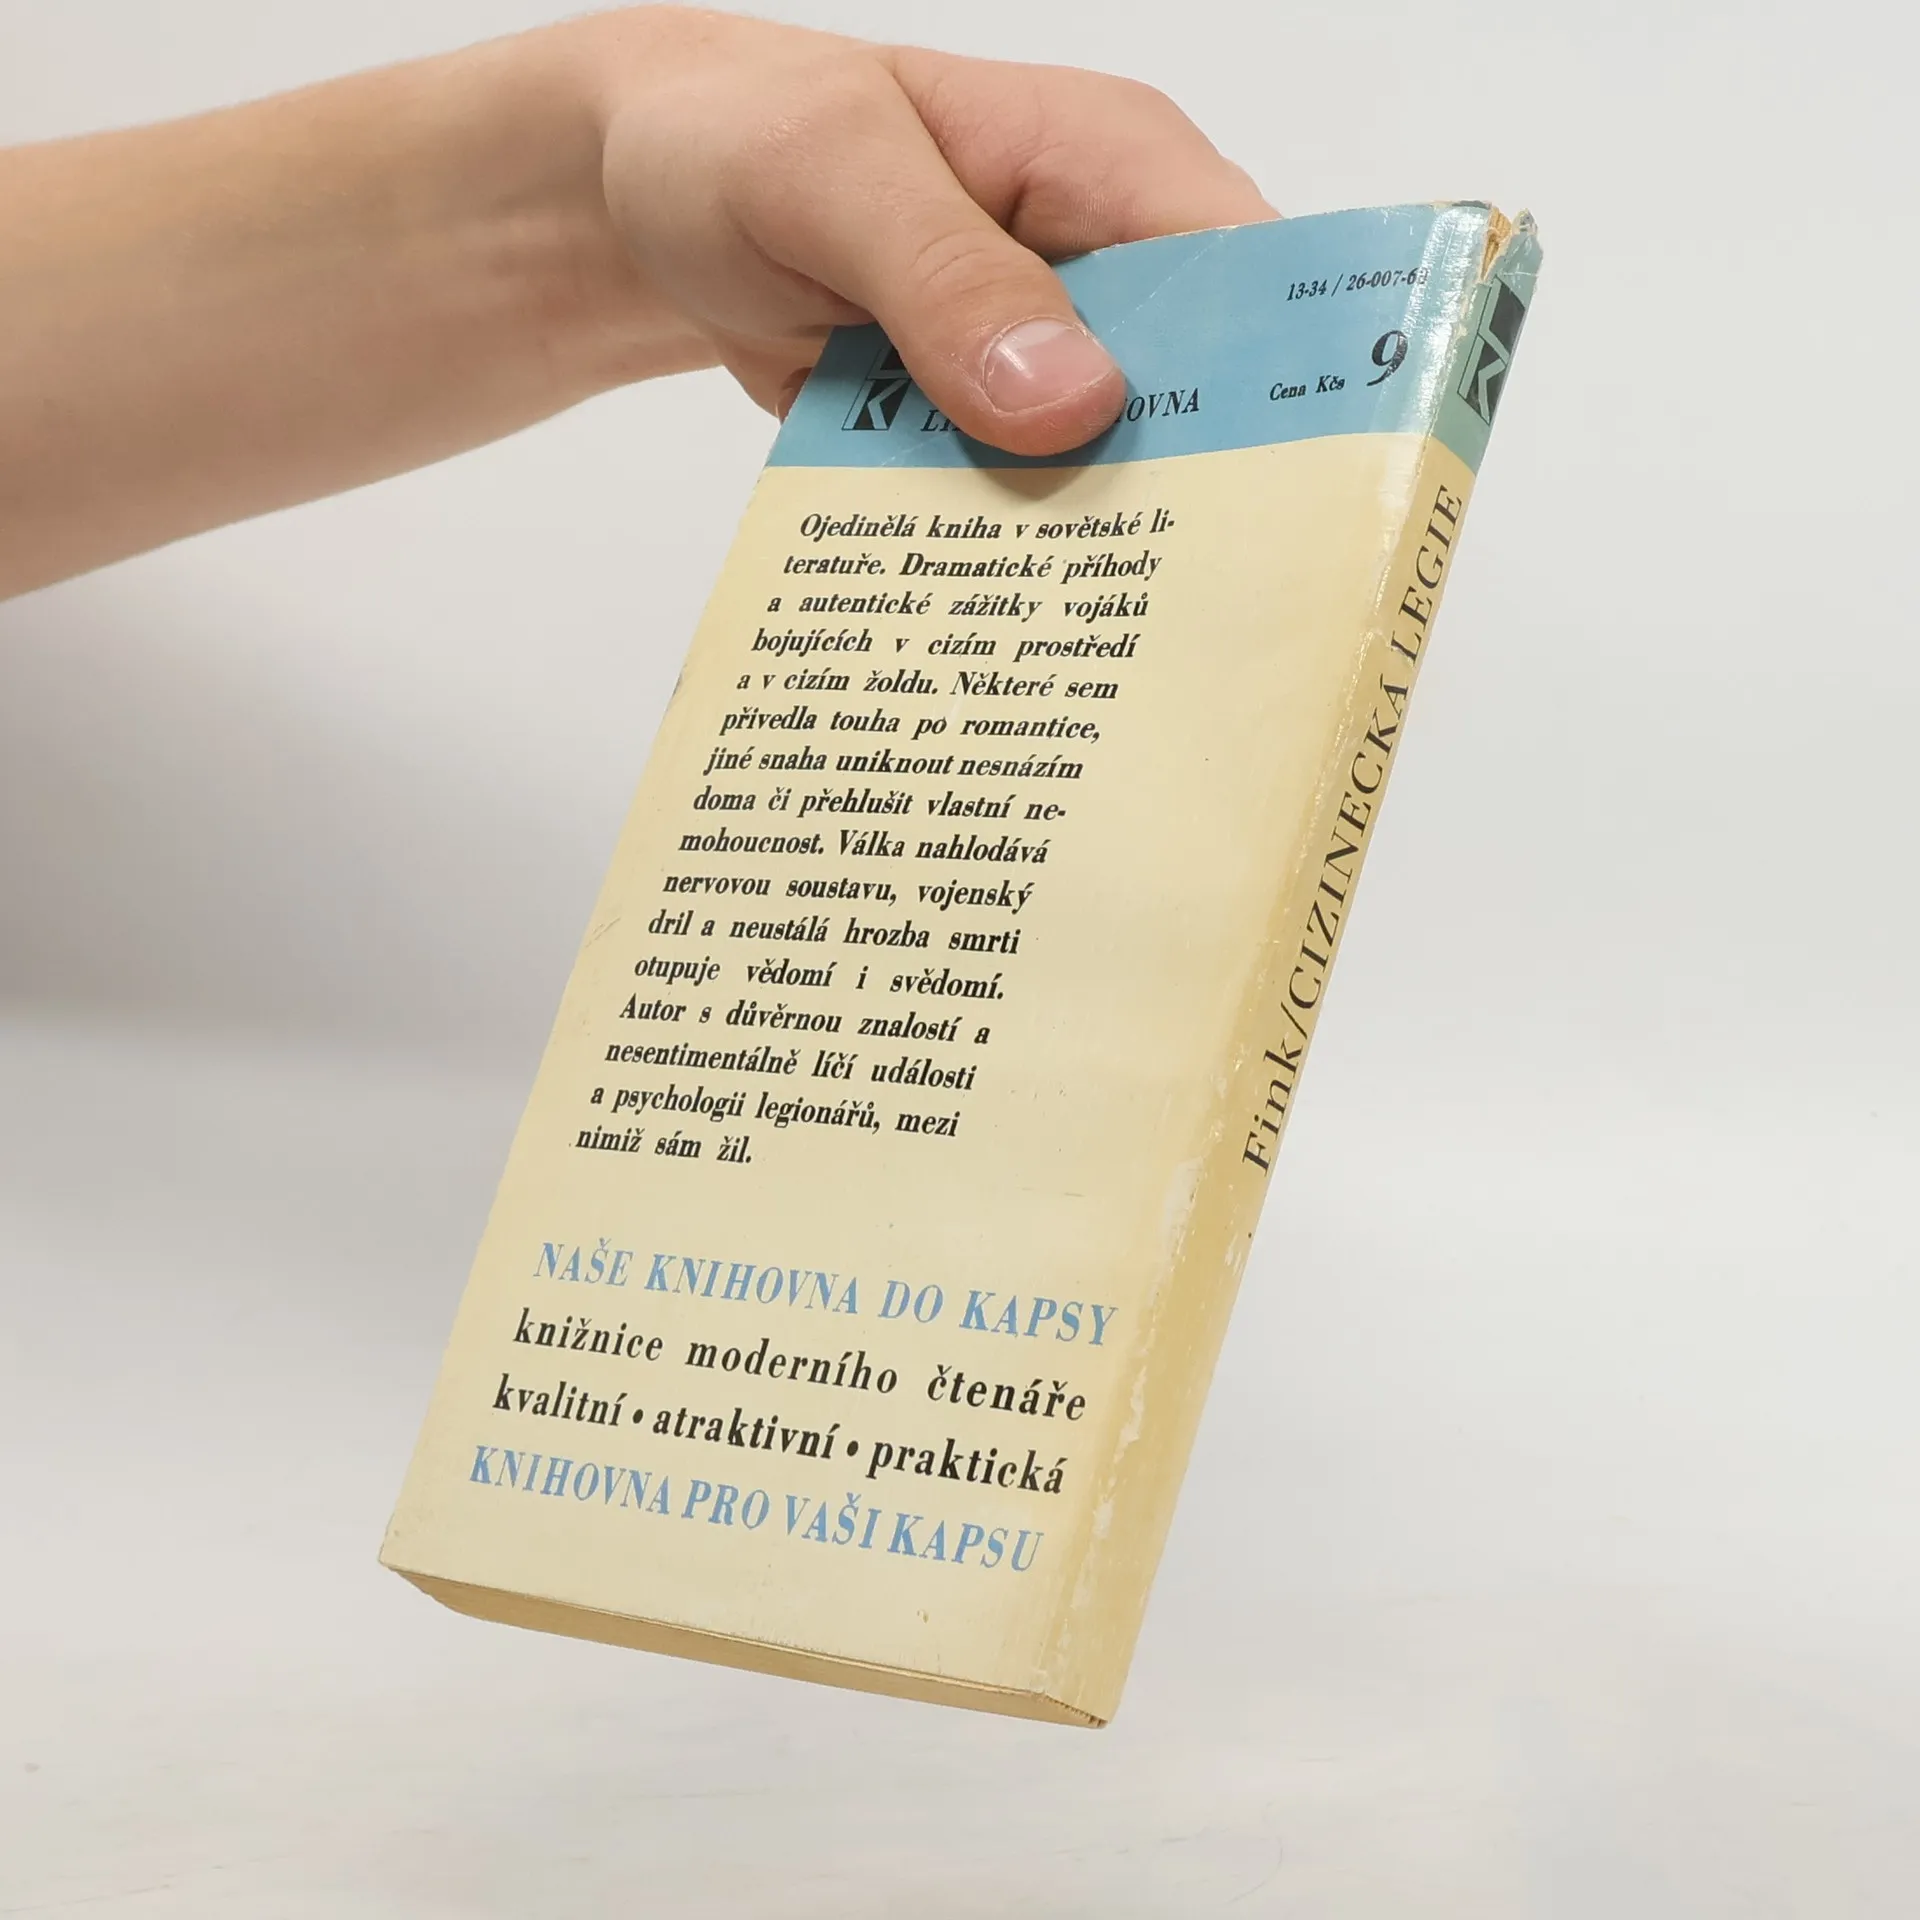 13-34 / 26-007-6
Cena Kčs 9
K
Ojedinělá kniha v sovětské li-
teratuře. Dramatické příhody
a autentické zážitky vojáků
bojujících v cizím prostředí
a v cizím žoldu. Některé sem
přivedla touha po romantice,
jiné snaha uniknout nesnázím
doma či přehlušit vlastní ne-
mohoucnost. Válka nahlodává
nervovou soustavu, vojenský
dril a neustálá hrozba smrti
otupuje vědomí i svědomí.
Autor s důvěrnou znalostí a
nesentimentálně líčí události
a psychologii legionářů, mezi
nimiž sám žil.
NAŠE KNIHOVNA DO KAPSY
knižnice moderního čtenáře
kvalitní • atraktivní • praktická
KNIHOVNA PRO VAŠI KAPSU
LK
Fink/CIZINECKÁ LEGIE